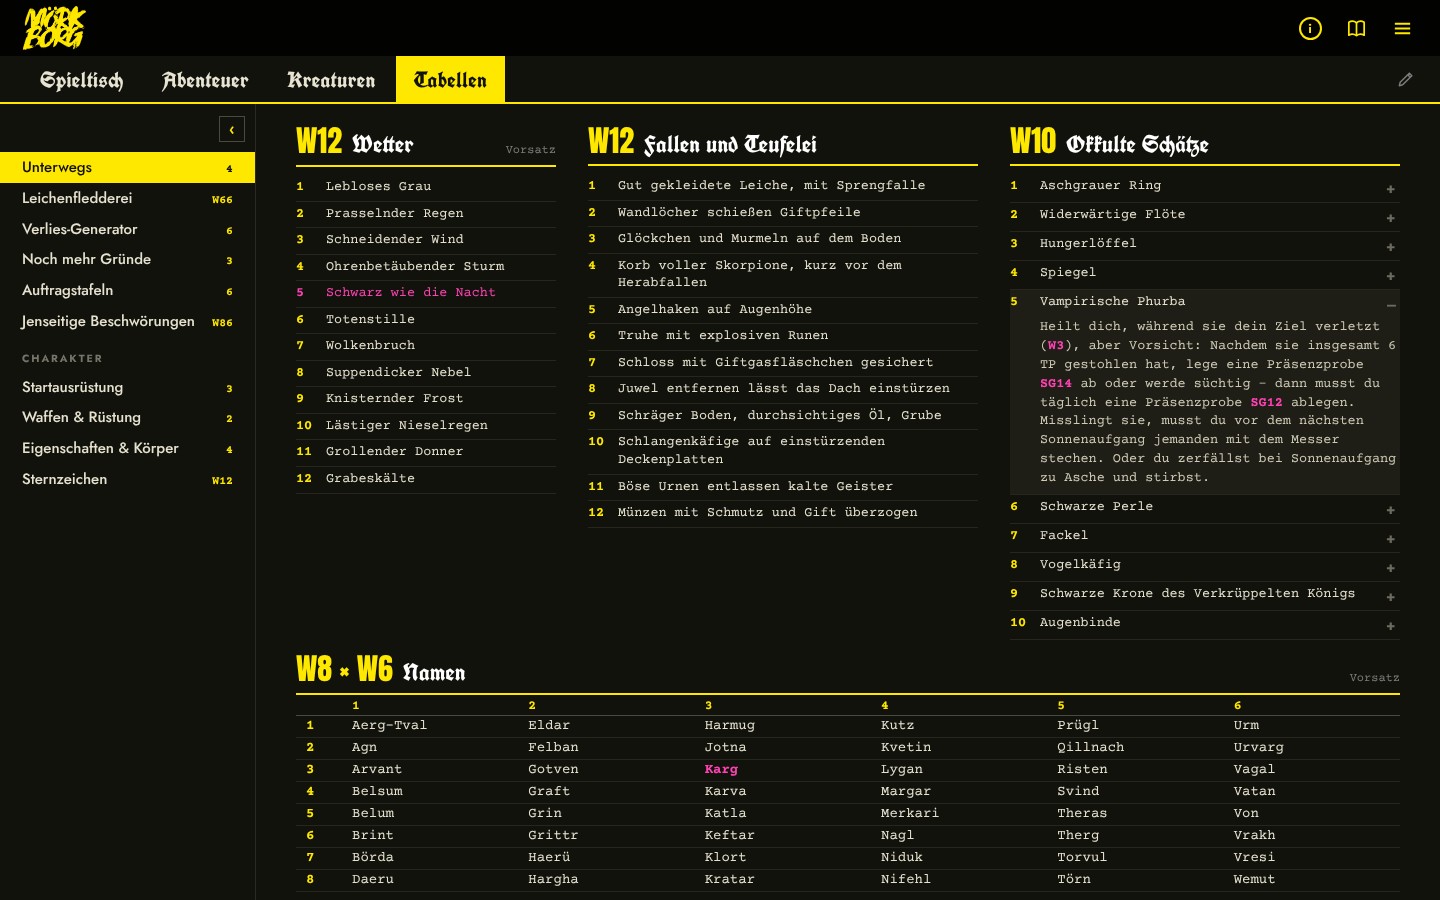 MÖRK
BORG
Spieltisch
Abenteuer
Kreaturen
Tabellen
Unterwegs 4
Leichenfledderei W66
Verlies-Generator 6
Noch mehr Gründe 3
Auftragstafeln 6
Jenseitige Beschwörungen W86
CHARAKTER
Startausrüstung 3
Waffen & Rüstung 2
Eigenschaften & Körper 4
Sternzeichen W12
W12 Wetter Vorsatz
1 Lebloses Grau
2 Prasselnder Regen
3 Schneidender Wind
4 Ohrenbetäubender Sturm
5 Schwarz wie die Nacht
6 Totenstille
7 Wolkenbruch
8 Suppendicker Nebel
9 Knisternder Frost
10 Lästiger Nieselregen
11 Grollender Donner
12 Grabeskälte
W12 Fallen und Teufelei
1 Gut gekleidete Leiche, mit Sprengfalle
2 Wandlöcher schießen Giftpfeile
3 Glöckchen und Murmeln auf dem Boden
4 Korb voller Skorpione, kurz vor dem
Herabfallen
5 Angelhaken auf Augenhöhe
6 Truhe mit explosiven Runen
7 Schloss mit Giftgasfläschchen gesichert
8 Juwel entfernen lässt das Dach einstürzen
9 Schräger Boden, durchsichtiges Öl, Grube
10 Schlangenkäfige auf einstürzenden
Deckenplatten
11 Böse Urnen entlassen kalte Geister
12 Münzen mit Schmutz und Gift überzogen
W10 Okkulte Schätze
1 Aschgrauer Ring +
2 Widerwärtige Flöte +
3 Hungerlöffel +
4 Spiegel +
5 Vampirische Phurba –
Heilt dich, während sie dein Ziel verletzt
(W3), aber Vorsicht: Nachdem sie insgesamt 6
TP gestohlen hat, lege eine Präsenzprobe
SG14 ab oder werde süchtig – dann musst du
täglich eine Präsenzprobe SG12 ablegen.
Misslingt sie, musst du vor dem nächsten
Sonnenaufgang jemanden mit dem Messer
stechen. Oder du zerfällst bei Sonnenaufgang
zu Asche und stirbst.
6 Schwarze Perle +
7 Fackel +
8 Vogelkäfig +
9 Schwarze Krone des Verkrüppelten Königs +
10 Augenbinde +
W8 × W6 Namen Vorsatz
1 2 3 4 5 6
1 Aerg-Tval Eldar Harmug Kutz Prügl Urm
2 Agn Felban Jotna Kvetin Qillnach Urvarg
3 Arvant Gotven Karg Lygan Risten Vagal
4 Belsum Graft Karva Margar Svind Vatan
5 Belum Grin Katla Merkari Theras Von
6 Brint Grittr Keftar Nagl Therg Vrakh
7 Börda Haerü Klort Niduk Torvul Vresi
8 Daeru Hargha Kratar Nifehl Törn Wemut